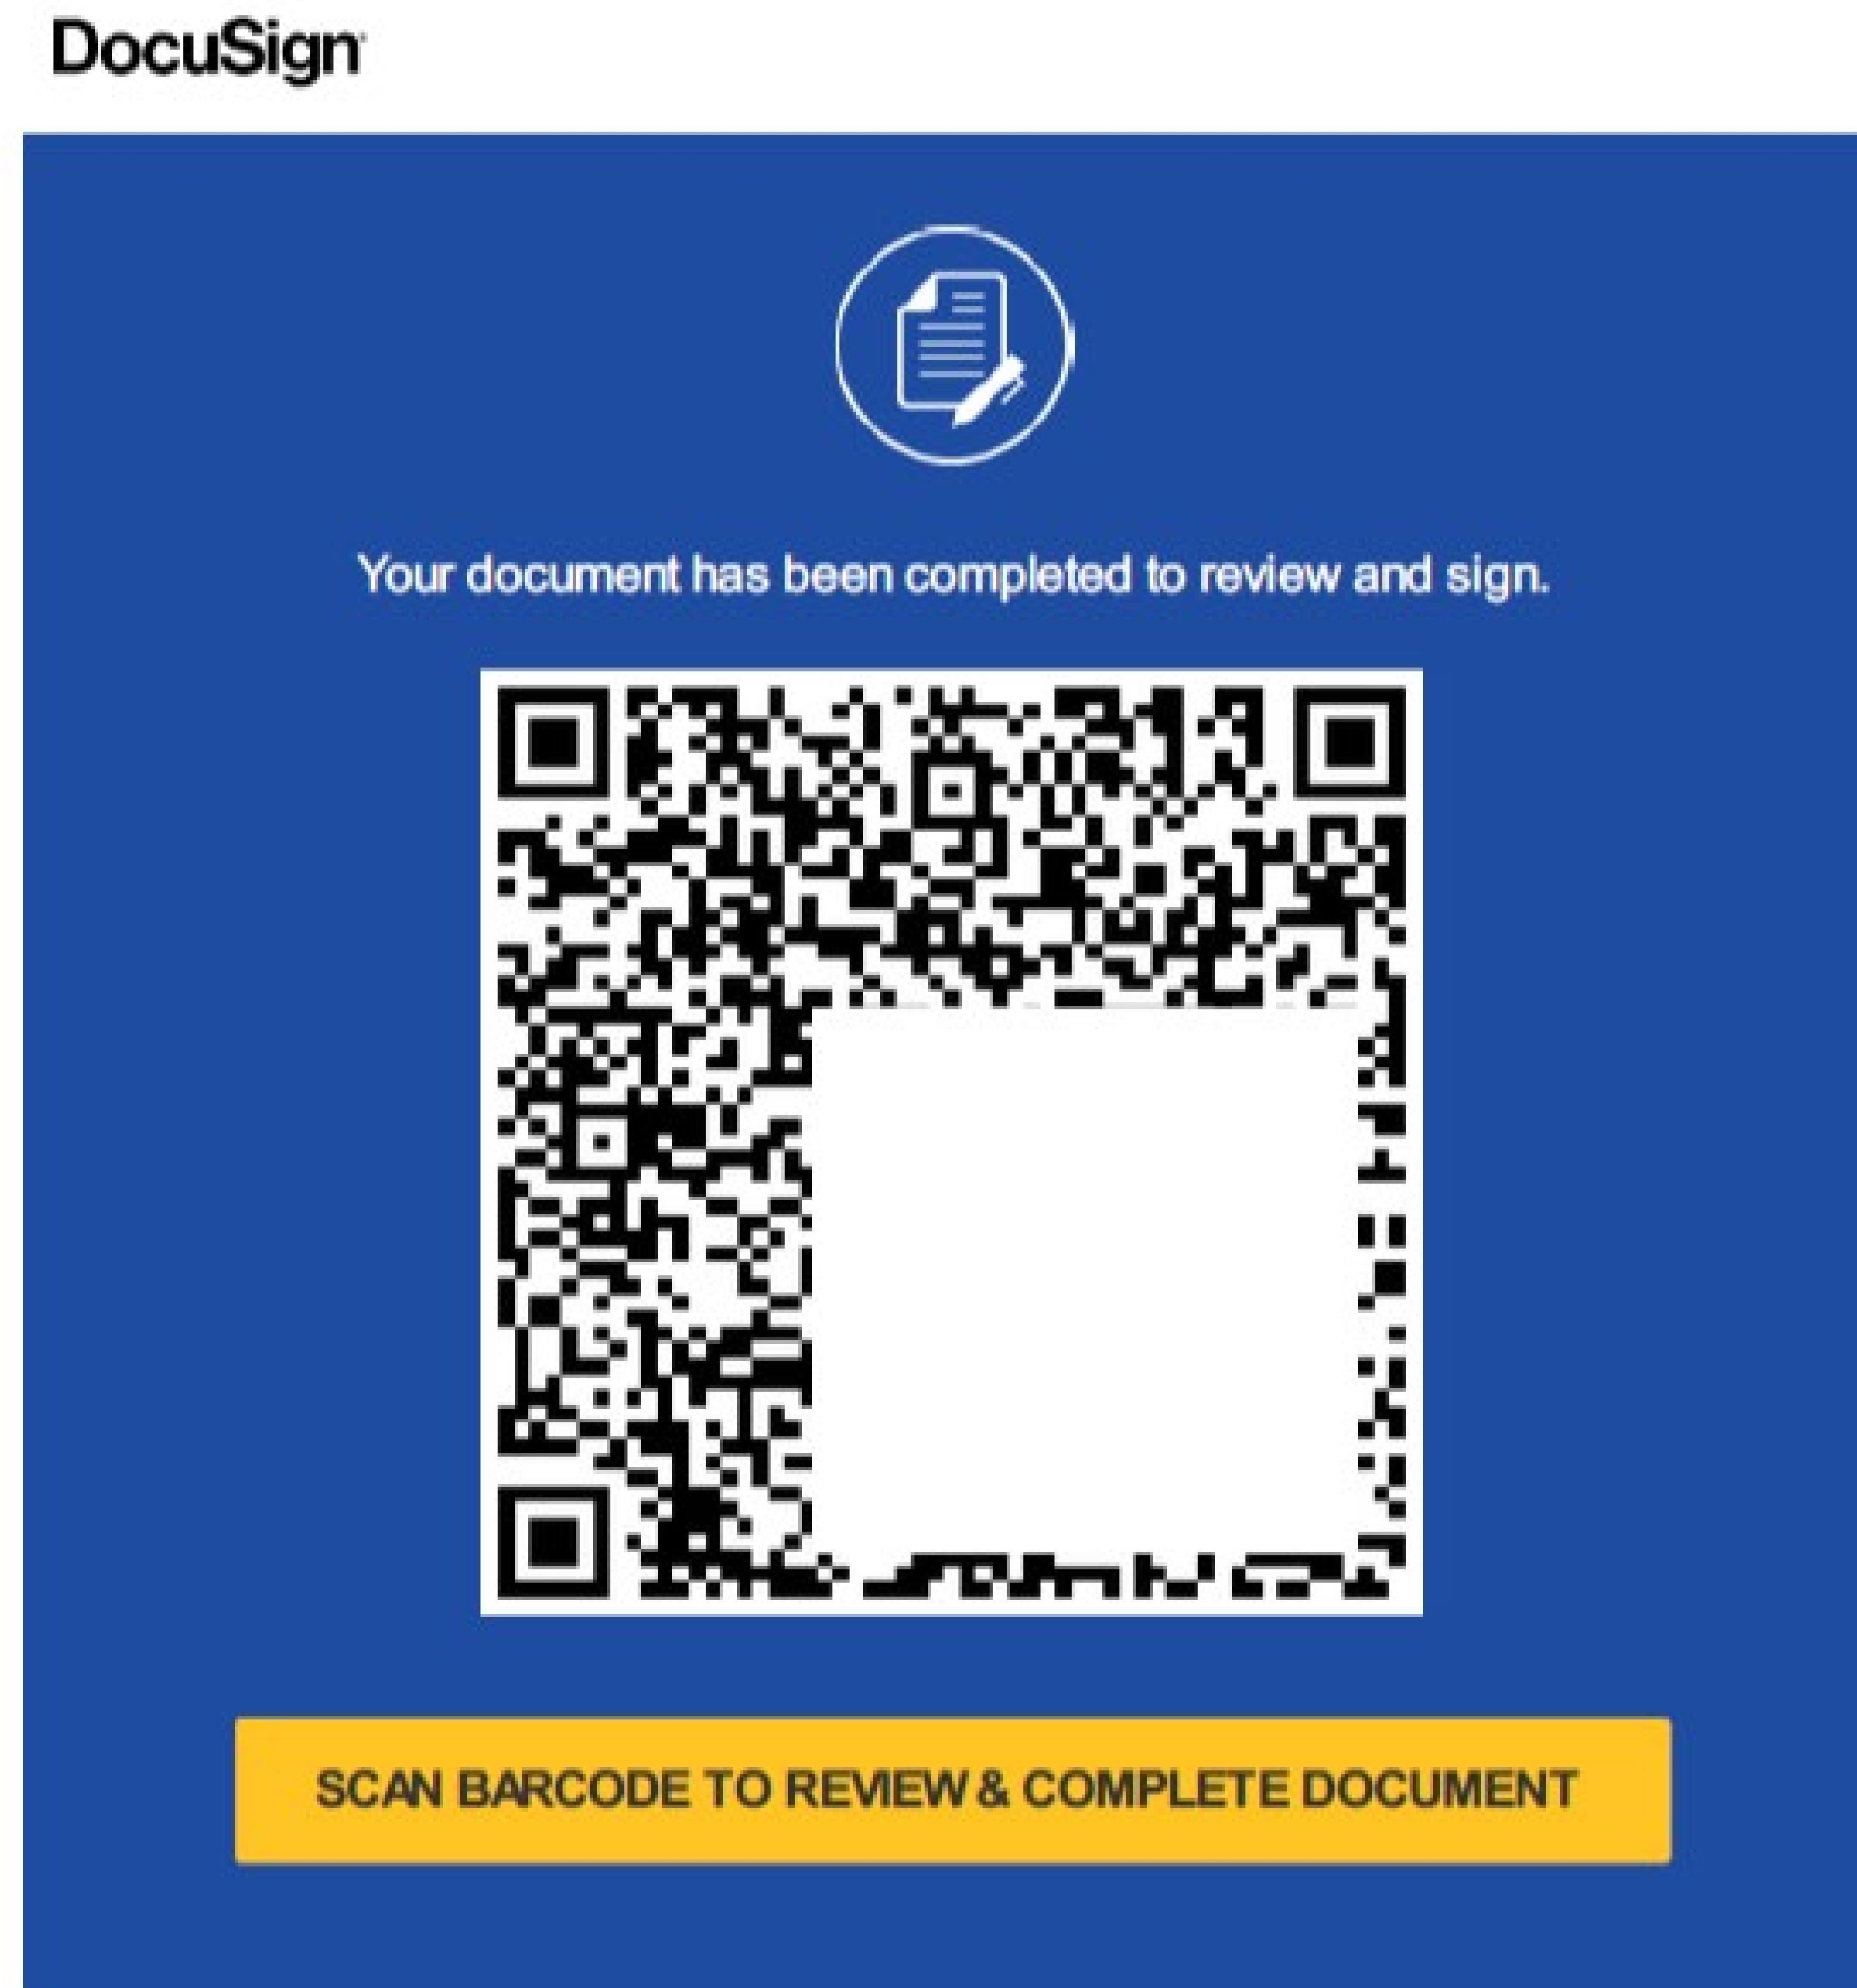 DocuSign
Your document has been completed to review and sign.
SCAN BARCODE TO REVIEW & COMPLETE DOCUMENT